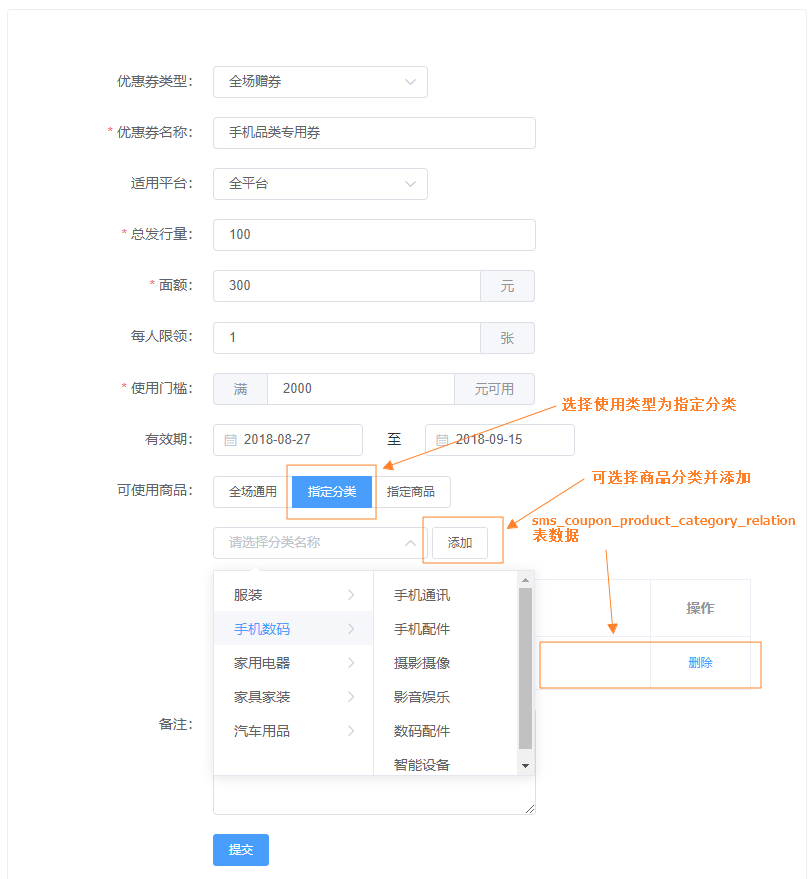 优惠券类型： 全场赠券
* 优惠券名称： 手机品类专用券
适用平台： 全平台
* 总发行量： 100
* 面额： 300 元
每人限领： 1 张
* 使用门槛： 满 2000 元可用
选择使用类型为指定分类
有效期： 2018-08-27 至 2018-09-15
可使用商品： 全场通用 指定分类 指定商品
可选择商品分类并添加
请选择分类名称 添加
sms_coupon_product_category_relation
表数据
服装 手机通讯
操作
手机数码 手机配件
家用电器 摄影摄像
删除
家具家装 影音娱乐
备注：
汽车用品 数码配件
智能设备
提交